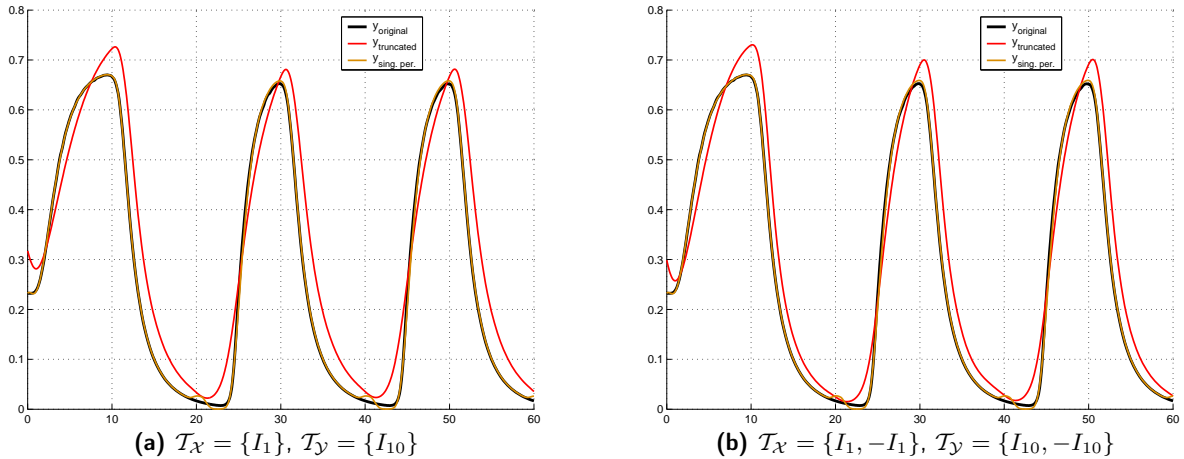 0.8
0.7
0.6
0.5
0.4
0.3
0.2
0.1
0
0 10 20 30 40 50 60
y_original
y_truncated
y_sing. per.
(a) 𝒯_𝒳 = {I_1}, 𝒯_𝒴 = {I_10}
0.8
0.7
0.6
0.5
0.4
0.3
0.2
0.1
0
0 10 20 30 40 50 60
y_original
y_truncated
y_sing. per.
(b) 𝒯_𝒳 = {I_1, −I_1}, 𝒯_𝒴 = {I_10, −I_10}